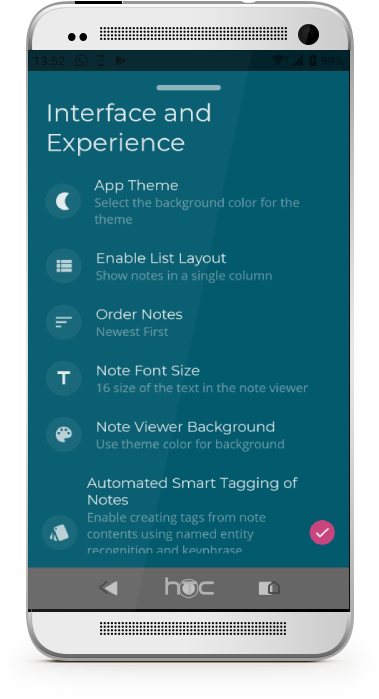 13:52 99%
Interface and
Experience
App Theme
Select the background color for the
theme
Enable List Layout
Show notes in a single column
Order Notes
Newest First
T Note Font Size
16 size of the text in the note viewer
Note Viewer Background
Use theme color for background
Automated Smart Tagging of
Notes
Enable creating tags from note
contents using named entity
recognition and keyphrase